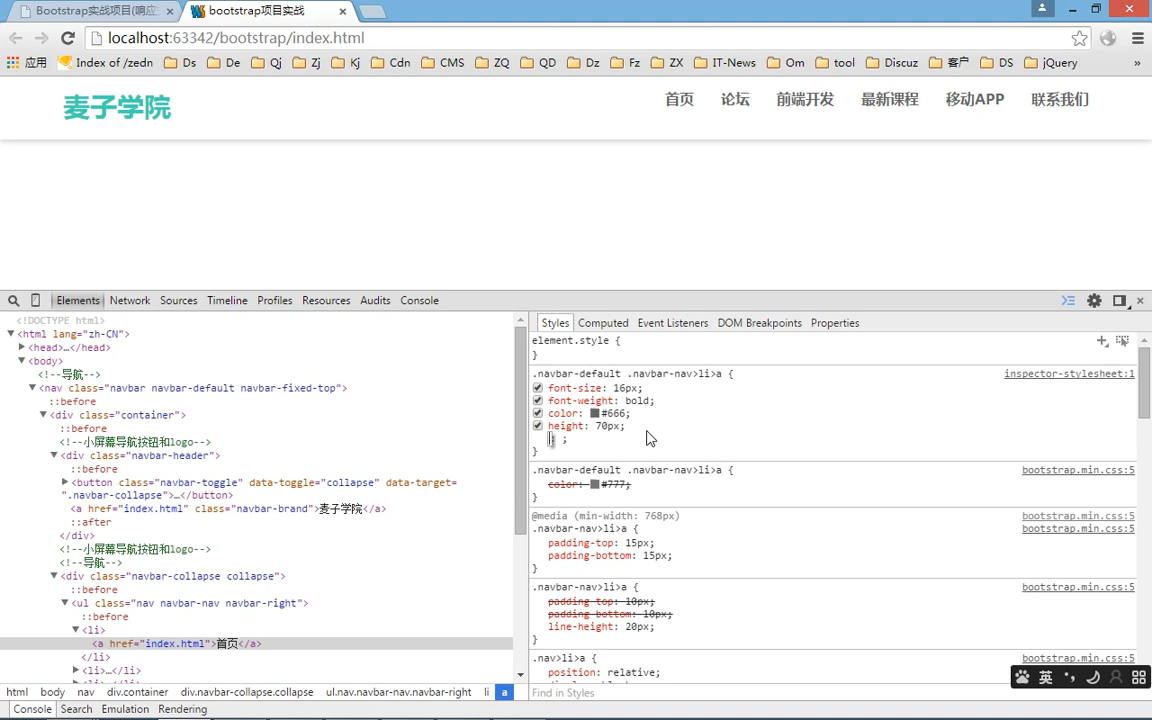 Bootstrap实战项目(响应 × bootstrap项目实战 ×
localhost:63342/bootstrap/index.html
应用 Index of /zedn Ds De Qj Zj Kj Cdn CMS ZQ QD Dz Fz ZX IT-News Om tool Discuz 客户 DS jQuery »
麦子学院 首页 论坛 前端开发 最新课程 移动APP 联系我们
Elements Network Sources Timeline Profiles Resources Audits Console
<!DOCTYPE html>
<html lang="zh-CN">
<head>…</head>
<body>
<!--导航-->
<nav class="navbar navbar-default navbar-fixed-top">
::before
<div class="container">
::before
<!--小屏幕导航按钮和logo-->
<div class="navbar-header">
::before
<button class="navbar-toggle" data-toggle="collapse" data-target=
".navbar-collapse">…</button>
<a href="index.html" class="navbar-brand">麦子学院</a>
::after
</div>
<!--小屏幕导航按钮和logo-->
<!--导航-->
<div class="navbar-collapse collapse">
::before
<ul class="nav navbar-nav navbar-right">
::before
<li>
<a href="index.html">首页</a>
</li>
<li>…</li>
html body nav div.container div.navbar-collapse.collapse ul.nav.navbar-nav.navbar-right li a
Styles Computed Event Listeners DOM Breakpoints Properties
element.style {
}
.navbar-default .navbar-nav>li>a { inspector-stylesheet:1
font-size: 16px;
font-weight: bold;
color: #666;
height: 70px;
: ;
}
.navbar-default .navbar-nav>li>a { bootstrap.min.css:5
color: #777;
}
@media (min-width: 768px) bootstrap.min.css:5
.navbar-nav>li>a { bootstrap.min.css:5
padding-top: 15px;
padding-bottom: 15px;
}
.navbar-nav>li>a { bootstrap.min.css:5
padding-top: 10px;
padding-bottom: 10px;
line-height: 20px;
}
.nav>li>a { bootstrap.min.css:5
position: relative;
Find in Styles
英
Console Search Emulation Rendering